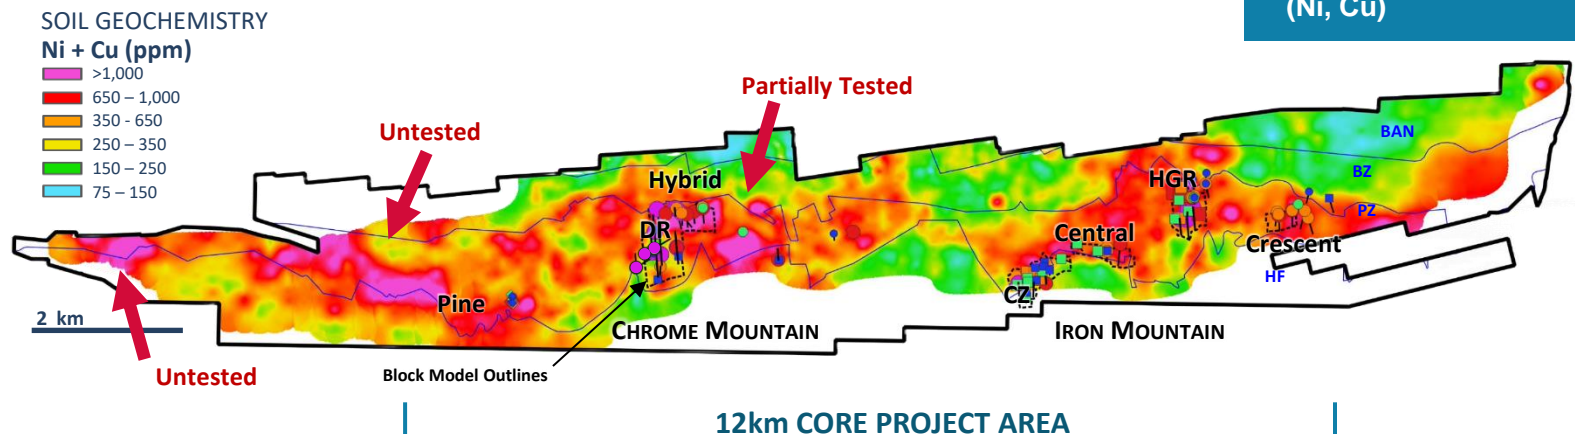 (Ni, Cu)
SOIL GEOCHEMISTRY
Ni + Cu (ppm)
>1,000
650 – 1,000
350 - 650
250 – 350
150 – 250
75 – 150
Untested
Partially Tested
Hybrid
DR
HGR
BAN
BZ
PZ
Central
Crescent
HF
CZ
Pine
2 km
CHROME MOUNTAIN
IRON MOUNTAIN
Untested
Block Model Outlines
12km CORE PROJECT AREA